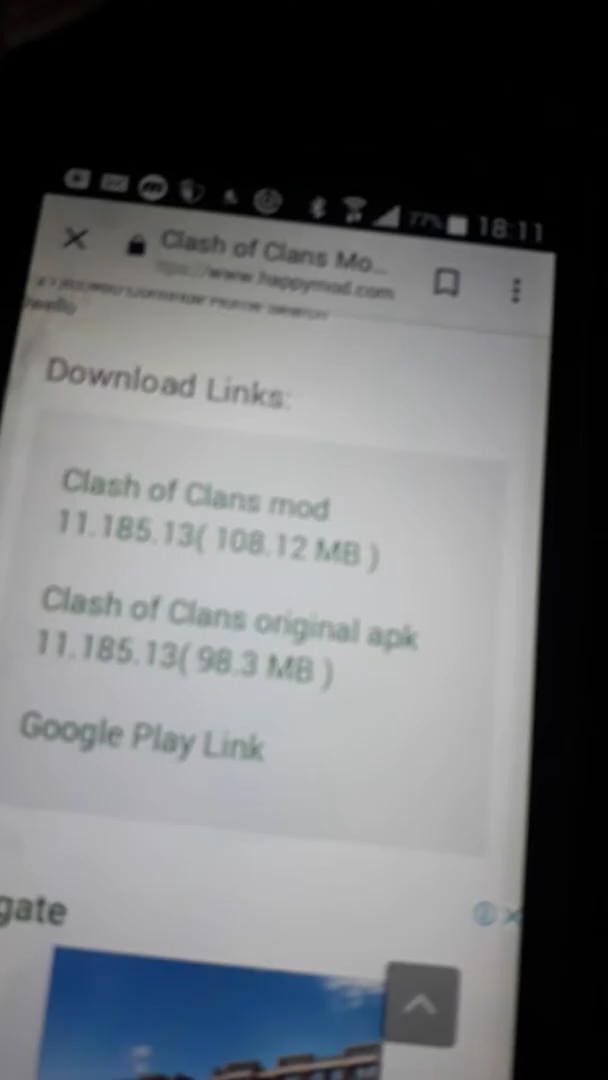 77% 18:11
Clash of Clans Mo...
www.happymod.com
Download Links:
Clash of Clans mod
11.185.13( 108.12 MB )
Clash of Clans original apk
11.185.13( 98.3 MB )
Google Play Link
gate